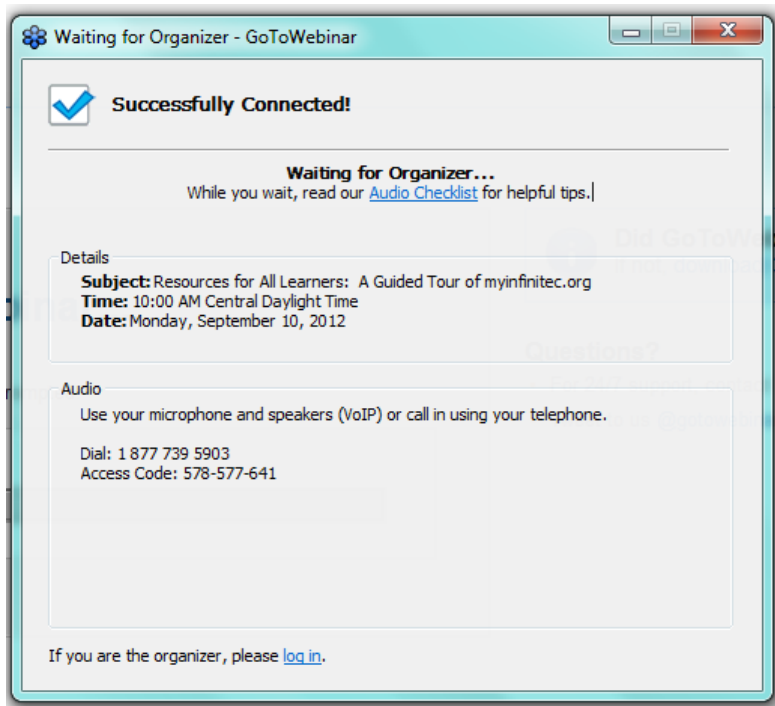 Waiting for Organizer - GoToWebinar
Successfully Connected!
Waiting for Organizer...
While you wait, read our Audio Checklist for helpful tips.
Details
Subject: Resources for All Learners: A Guided Tour of myinfinitec.org
Time: 10:00 AM Central Daylight Time
Date: Monday, September 10, 2012
Questions?
Audio
Use your microphone and speakers (VoIP) or call in using your telephone.
Dal: 1 877 739 5903
Access Code: 578-577-641
If you are the organizer, please log in.